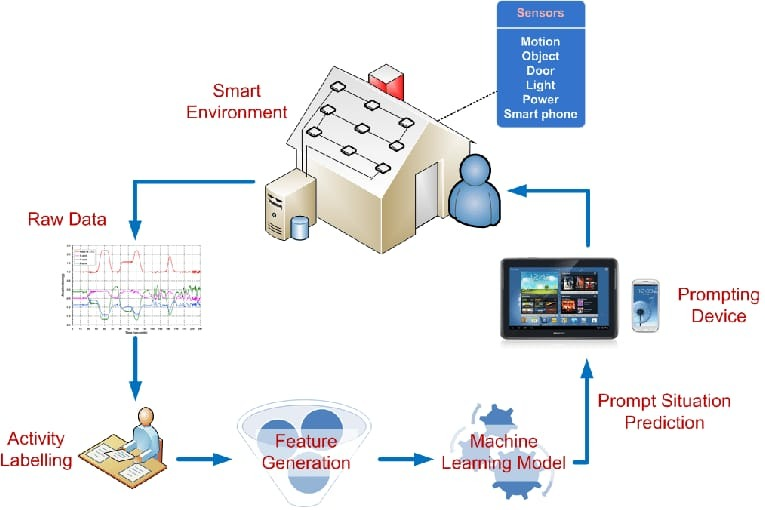 Sensors
Motion
Object
Door
Light
Power
Smart phone
Smart
Environment
Raw Data
Prompting
Device
Prompt Situation
Prediction
Activity
Labelling
Feature
Generation
Machine
Learning Model